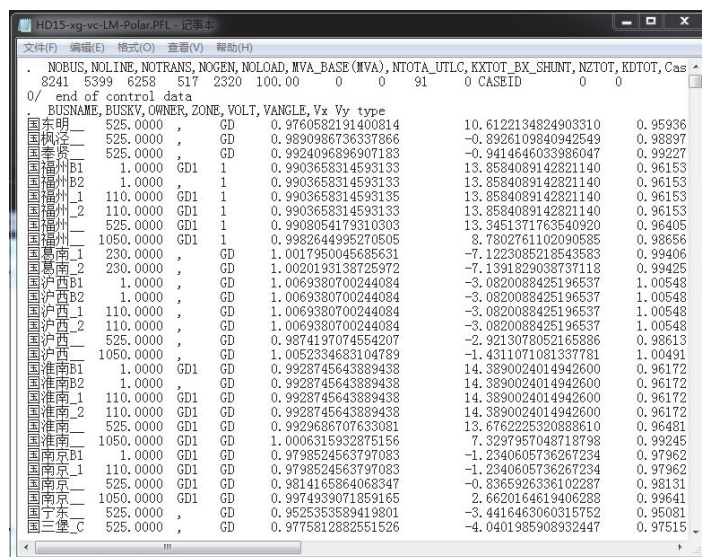 HD15-xg-vc-LM-Polar.PFL - 记事本
文件(F) 编辑(E) 格式(O) 查看(V) 帮助(H)
. NOBUS,NOLINE,NOTRANS,NOGEN,NOLOAD,MVA_BASE(MVA),NTOTA_UTLC,KXTOT_BX_SHUNT,NZTOT,KDTOT,Cas
8241 5399 6258 517 2320 100.00 0 0 91 0 CASEID 0 0
0/ end of control data
. BUSNAME,BUSKV,OWNER,ZONE,VOLT,VANGLE,Vx Vy type
国东明__ 525.0000 , GD 0.9760582191400814 10.6122134824903310 0.95936
国枫泾__ 525.0000 , GD 0.9890986736337866 -0.8926109840942549 0.98897
国奉贤__ 525.0000 , GD 0.9924096896907183 -0.9414646033986047 0.99227
国福州B1 1.0000 GD1 1 0.9903658314593133 13.8584089142821140 0.96153
国福州B2 1.0000 , 1 0.9903658314593133 13.8584089142821140 0.96153
国福州_1 110.0000 GD1 1 0.9903658314593135 13.8584089142821140 0.96153
国福州_2 110.0000 , 1 0.9903658314593133 13.8584089142821140 0.96153
国福州__ 525.0000 , GD 0.9908054179310303 13.3451371763540920 0.96405
国福州__ 1050.0000 GD1 1 0.9982644995270505 8.7802761102090585 0.98656
国葛南_1 230.0000 , GD 1.0017950045685631 -7.1223085218543583 0.99406
国葛南_2 230.0000 , GD 1.0020193138725972 -7.1391829038737118 0.99425
国沪西B1 1.0000 , GD 1.0069380700244084 -3.0820088425196537 1.00548
国沪西B2 1.0000 , GD 1.0069380700244084 -3.0820088425196537 1.00548
国沪西_1 110.0000 , GD 1.0069380700244084 -3.0820088425196537 1.00548
国沪西_2 110.0000 , GD 1.0069380700244084 -3.0820088425196537 1.00548
国沪西__ 525.0000 , GD 0.9874197074554207 -2.9213078052165886 0.98613
国沪西__ 1050.0000 , GD 1.0052334683104789 -1.4311071081337781 1.00491
国淮南B1 1.0000 GD1 GD 0.9928745643889438 14.3890024014942600 0.96172
国淮南B2 1.0000 , GD 0.9928745643889438 14.3890024014942600 0.96172
国淮南_1 110.0000 GD1 GD 0.9928745643889438 14.3890024014942600 0.96172
国淮南_2 110.0000 , GD 0.9928745643889438 14.3890024014942600 0.96172
国淮南__ 525.0000 , GD 0.9929686707633081 13.6762225320888610 0.96481
国淮南__ 1050.0000 GD1 GD 1.0006315932875156 7.3297957048718798 0.99245
国南京B1 1.0000 GD1 GD 0.9798524563797083 -1.2340605736267234 0.97962
国南京_1 110.0000 GD1 GD 0.9798524563797083 -1.2340605736267234 0.97962
国南京__ 525.0000 , GD 0.9814165864068347 -0.8365926336102287 0.98131
国南京__ 1050.0000 GD1 GD 0.9974939071859165 2.6620164619406288 0.99641
国宁东__ 525.0000 , GD 0.9525353589419801 -3.4416463060315752 0.95081
国三堡_C 525.0000 , GD 0.9775812882551526 -4.0401985908932447 0.97515